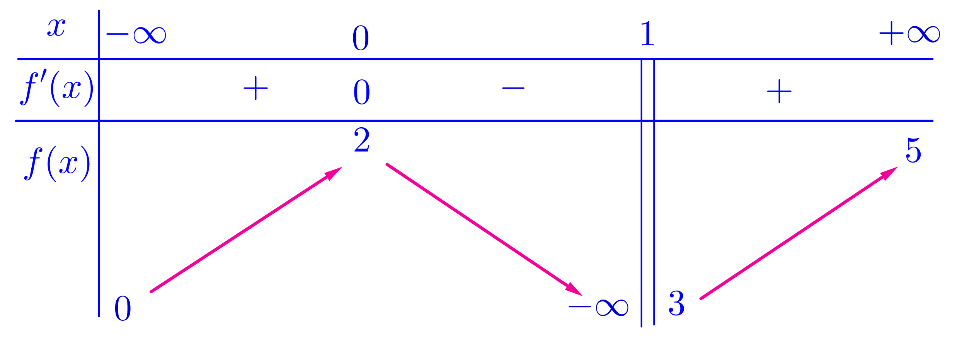 x −∞ 0 1 +∞
f′(x) + 0 − +
2 5
f(x)
0 −∞ 3